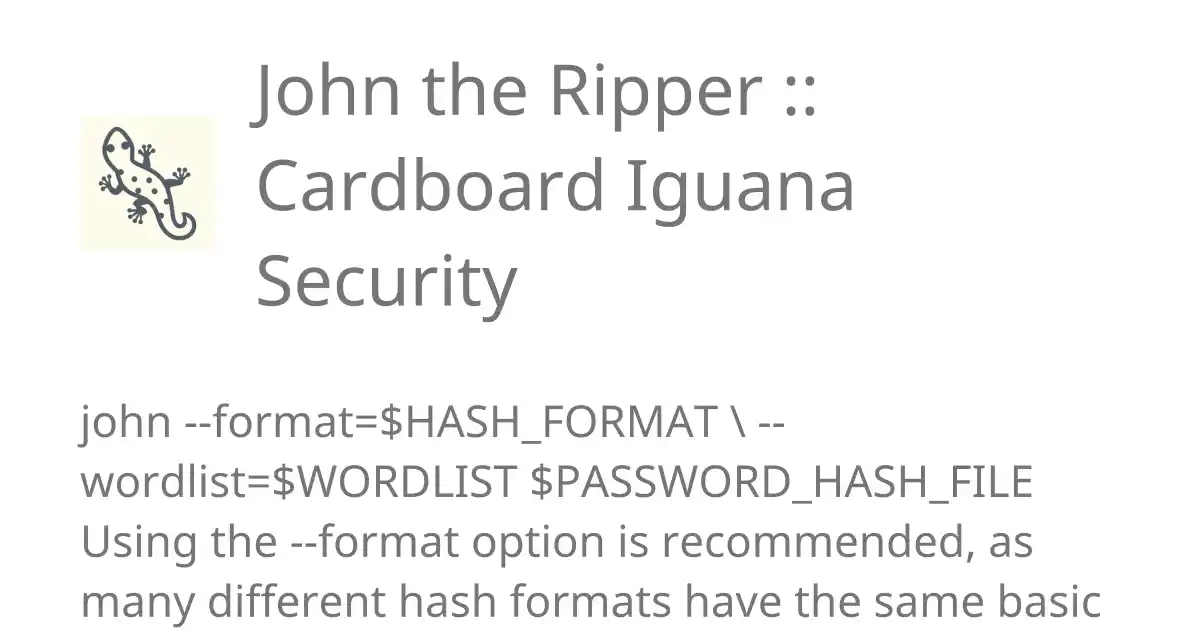 John the Ripper ::
Cardboard Iguana
Security
john --format=$HASH_FORMAT \ --
wordlist=$WORDLIST $PASSWORD_HASH_FILE
Using the --format option is recommended, as
many different hash formats have the same basic